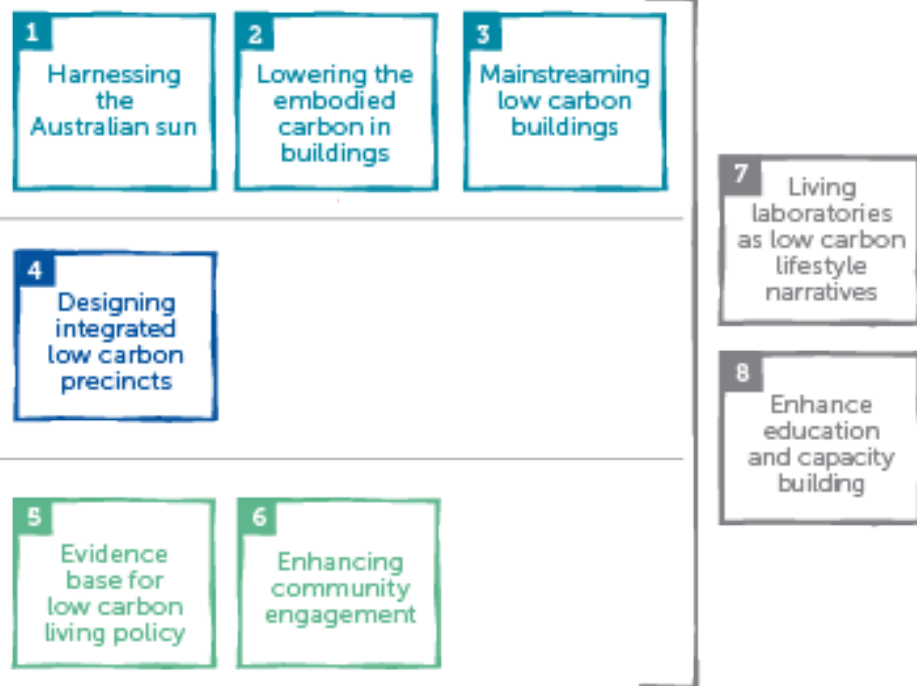 1
Harnessing
the
Australian sun
2
Lowering the
embodied
carbon in
buildings
3
Mainstreaming
low carbon
buildings
4
Designing
integrated
low carbon
precincts
5
Evidence
base for
low carbon
living policy
6
Enhancing
community
engagement
7
Living
laboratories
as low carbon
lifestyle
narratives
8
Enhance
education
and capacity
building